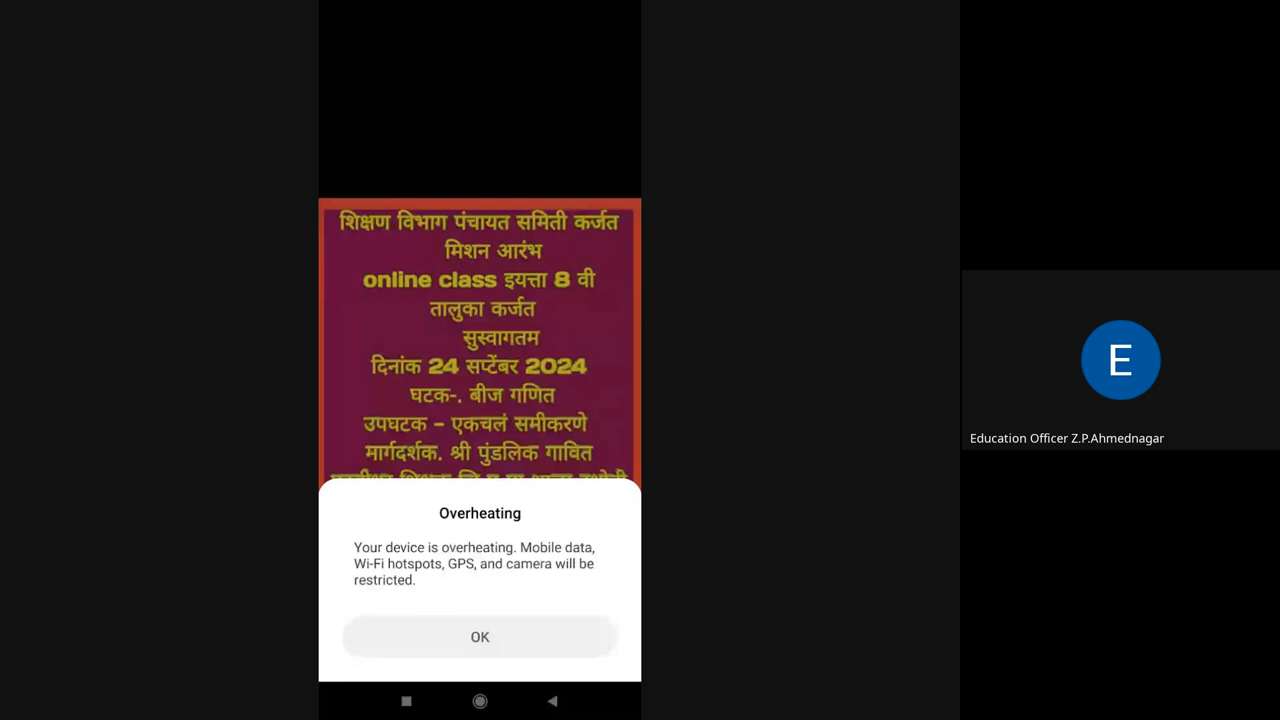 शिक्षण विभाग पंचायत समिती कर्जत
मिशन आरंभ
online class इयत्ता 8 वी
तालुका कर्जत
सुस्वागतम
दिनांक 24 सप्टेंबर 2024
घटक-. बीज गणित
उपघटक - एकचलं समीकरणे
मार्गदर्शक. श्री पुंडलिक गावित
Overheating
Your device is overheating. Mobile data,
Wi-Fi hotspots, GPS, and camera will be
restricted.
OK
E
Education Officer Z.P.Ahmednagar